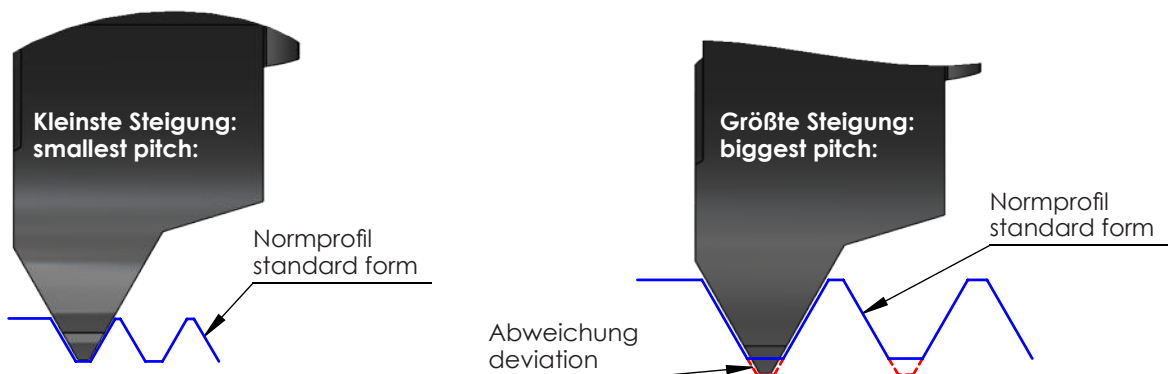 Kleinste Steigung:
smallest pitch:
Normprofil
standard form
Größte Steigung:
biggest pitch:
Normprofil
standard form
Abweichung
deviation